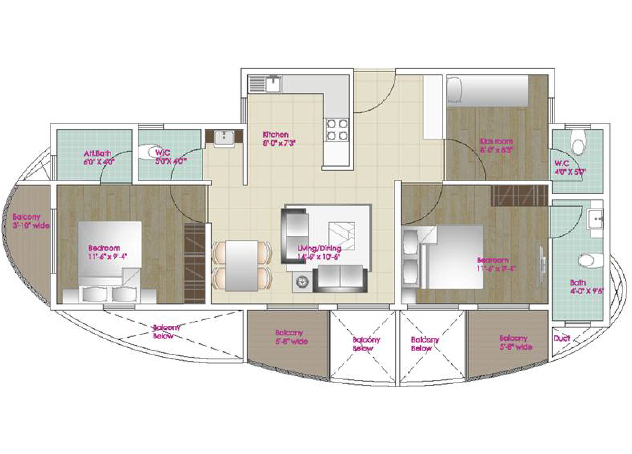 Kitchen
8'-0" x 7'3"
Kids room
8'-0" x 8'3"
Att.Bath
6'0" X 4'0"
W.C
5'0"X 4'0"
W.C
4'0" X 5'0"
Balcony
3'-10" wide
Bedroom
11'-6" x 9'-4"
Living/Dining
16'-6" x 10'-6"
Bedroom
11'-6" x 9'-4"
Bath
4'-0" X 9'6"
Balcony
Below
Balcony
5'-8" wide
Balcony
Below
Balcony
Below
Balcony
5'-8" wide
Duct